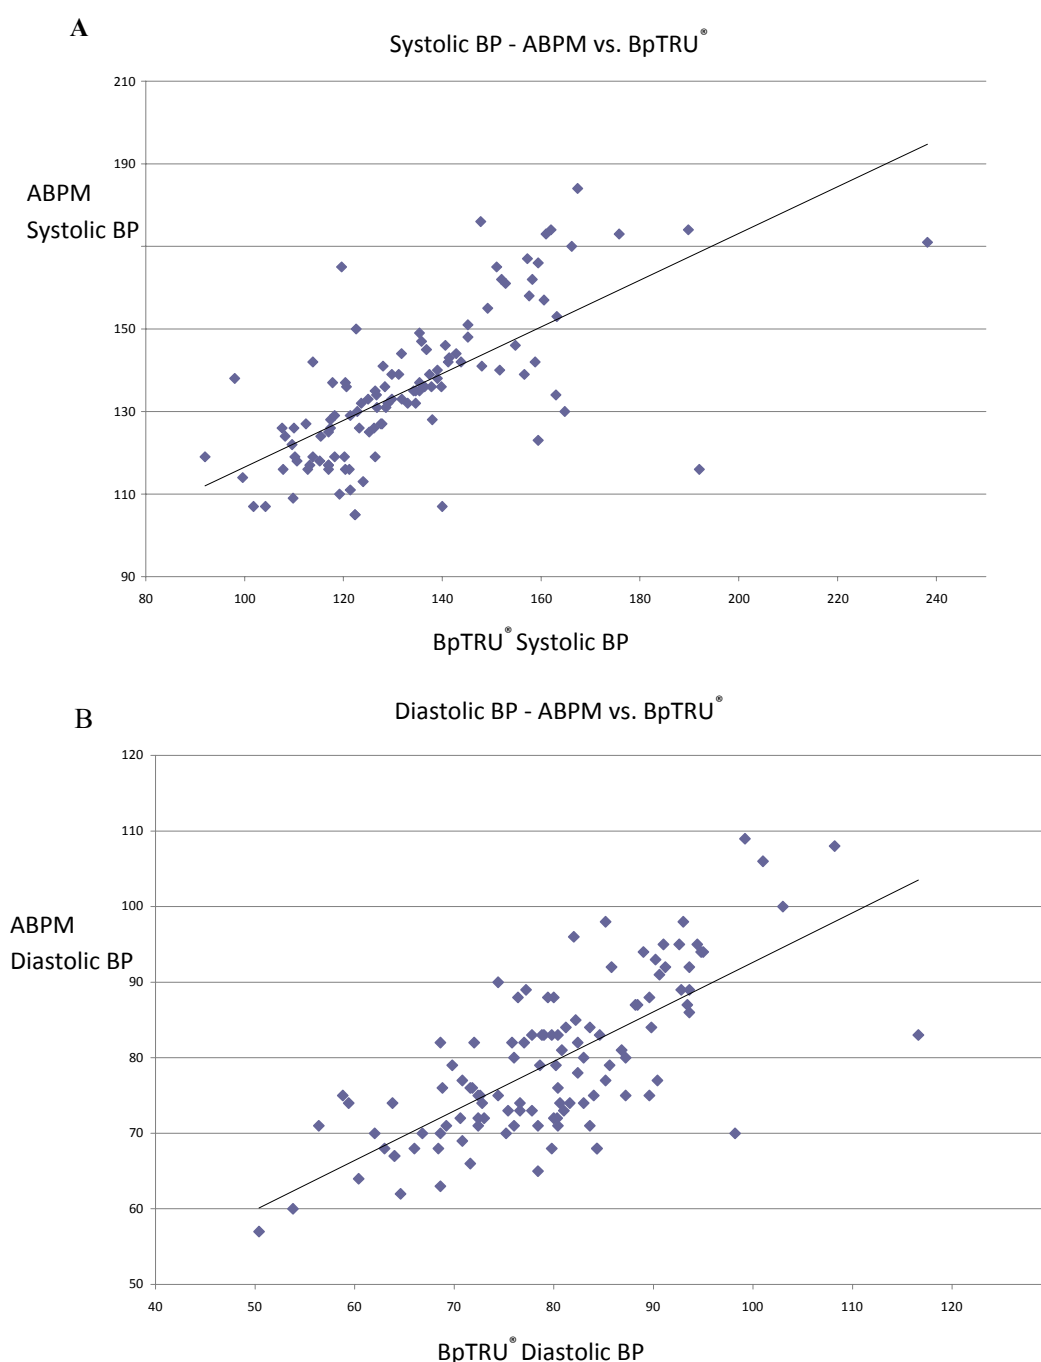 A
Systolic BP - ABPM vs. BpTRU®
210
190
ABPM
Systolic BP
150
130
110
90
80 100 120 140 160 180 200 220 240
BpTRU® Systolic BP
B
Diastolic BP - ABPM vs. BpTRU®
120
110
100
ABPM
Diastolic BP
90
80
70
60
50
40 50 60 70 80 90 100 110 120
BpTRU® Diastolic BP